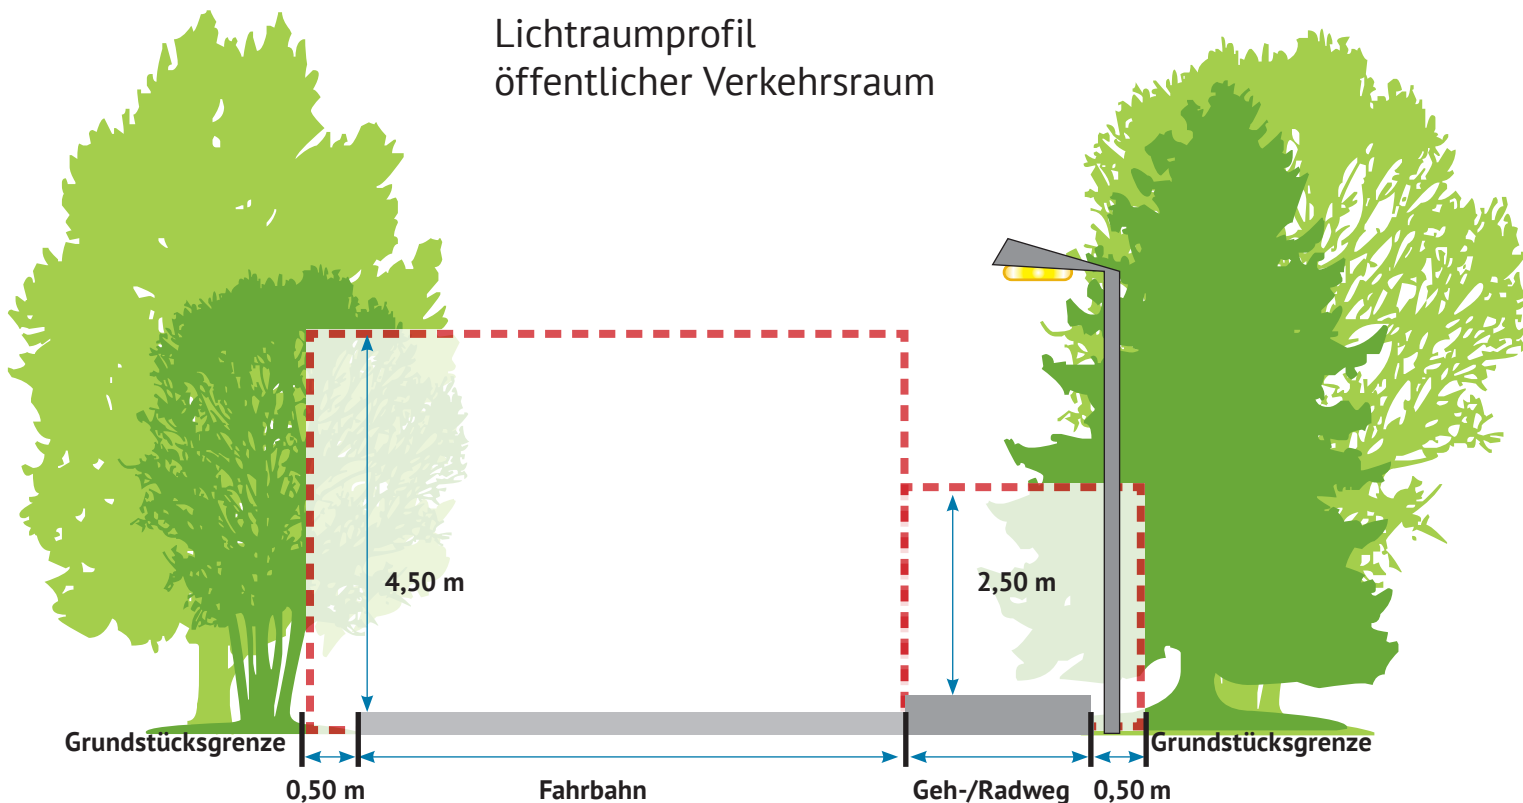 Lichtraumprofil
öffentlicher Verkehrsraum
4,50 m
2,50 m
Grundstücksgrenze
Grundstücksgrenze
0,50 m
Fahrbahn
Geh-/Radweg
0,50 m